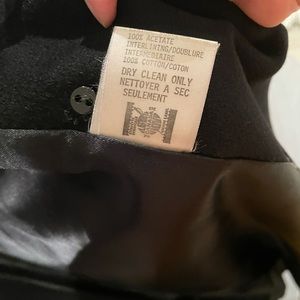 100% ACETATE
INTERLINING/DOUBLURE
INTERMEDIAIRE
100% COTTON/COTON
DRY CLEAN ONLY
NETTOYER A SEC
SEULEMENT